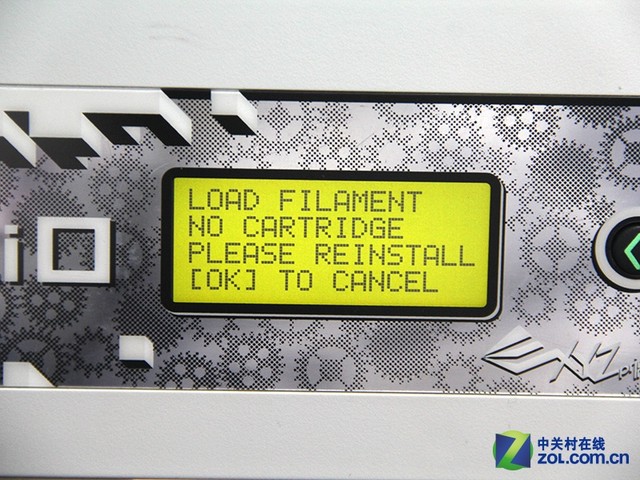 LOAD FILAMENT
NO CARTRIDGE
PLEASE REINSTALL
[OK] TO CANCEL
中关村在线
ZOL.COM.CN